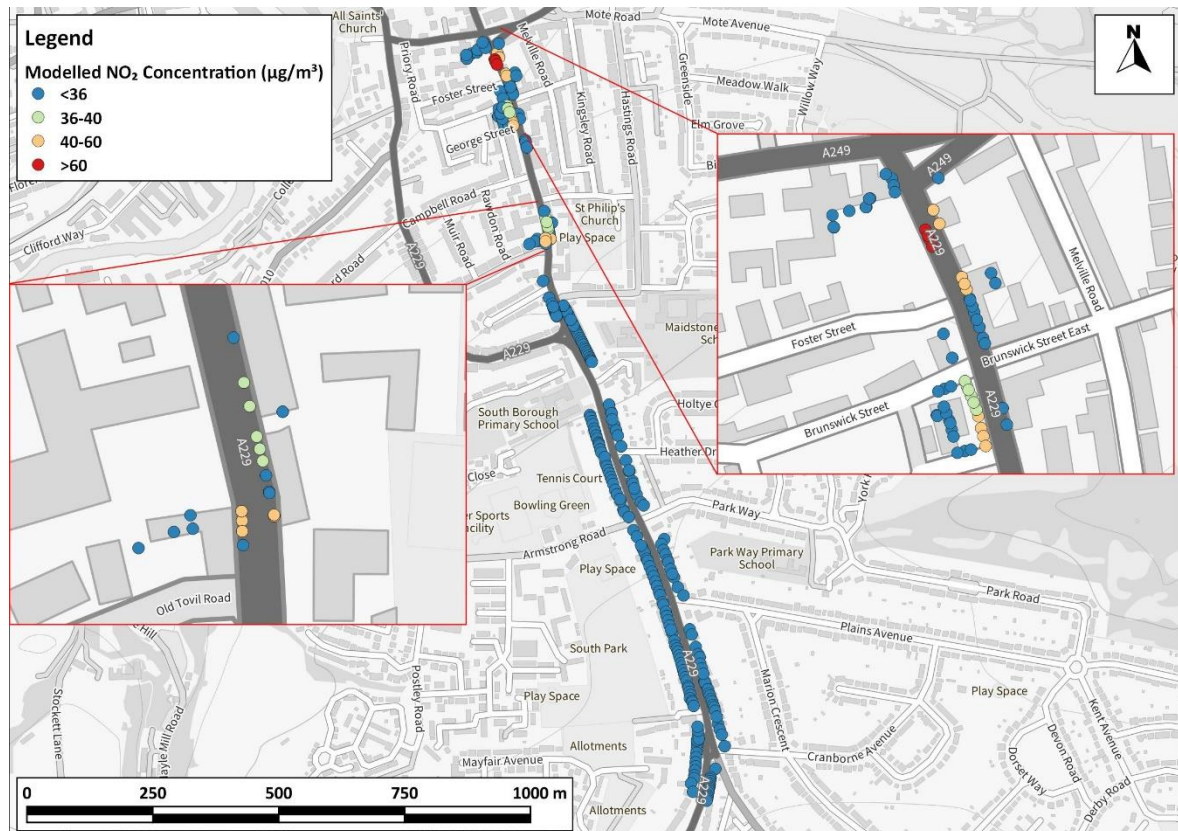 Legend
Modelled NO₂ Concentration (µg/m³)
<36
36-40
40-60
>60
N
All Saints'
Church
Mote Road
Mote Avenue
Melville Road
Priory Road
Greenside
Willow Way
Meadow Walk
Foster Street
Kingsley Road
Hastings Road
Elm Grove
George Street
Clifford Way
Campbell Road
Rawdon Road
Muir Road
St Philip's
Church
Play Space
A229
A249
A249
A229
Foster Street
Melville Road
Brunswick Street East
Brunswick Street
A229
A229
Old Tovil Road
A229
Maidstone
South Borough
Primary School
Heather
Tennis Court
Close
Bowling Green
Park Way
Armstrong Road
Play Space
Park Way Primary
School
Park Road
Plains Avenue
South Park
A229
Postley Road
Play Space
Marion Crescent
Play Space
Stockett Lane
Kent Avenue
Devon Road
Allotments
Cranborne Avenue
Mayfair Avenue
Dorset Way
Derby Road
A229
Allotments
0 250 500 750 1000 m